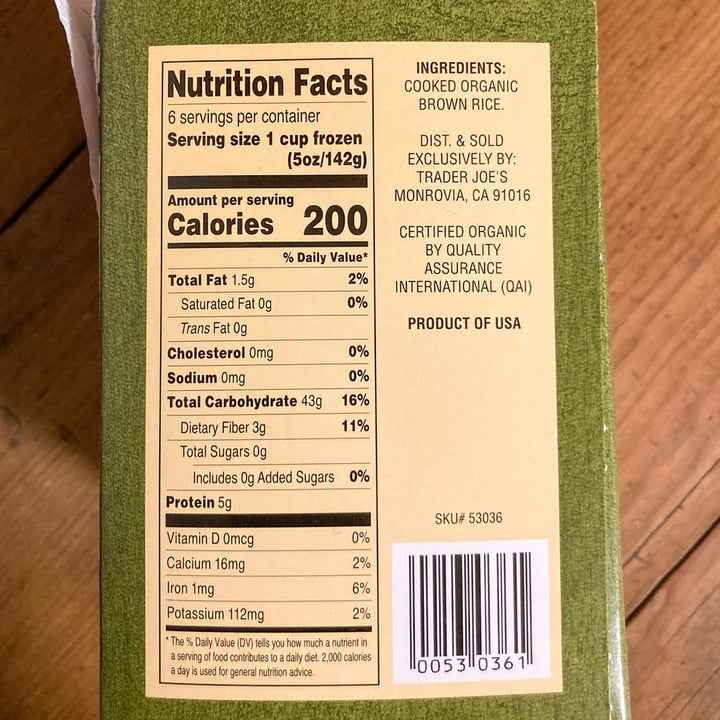 Nutrition Facts
6 servings per container
Serving size 1 cup frozen
(5oz/142g)
Amount per serving
Calories 200
% Daily Value*
Total Fat 1.5g 2%
Saturated Fat 0g 0%
Trans Fat 0g
Cholesterol 0mg 0%
Sodium 0mg 0%
Total Carbohydrate 43g 16%
Dietary Fiber 3g 11%
Total Sugars 0g
Includes 0g Added Sugars 0%
Protein 5g
Vitamin D 0mcg 0%
Calcium 16mg 2%
Iron 1mg 6%
Potassium 112mg 2%
* The % Daily Value (DV) tells you how much a nutrient in
a serving of food contributes to a daily diet. 2,000 calories
a day is used for general nutrition advice.
INGREDIENTS:
COOKED ORGANIC
BROWN RICE.
DIST. & SOLD
EXCLUSIVELY BY:
TRADER JOE'S
MONROVIA, CA 91016
CERTIFIED ORGANIC
BY QUALITY
ASSURANCE
INTERNATIONAL (QAI)
PRODUCT OF USA
SKU# 53036
0053 0361